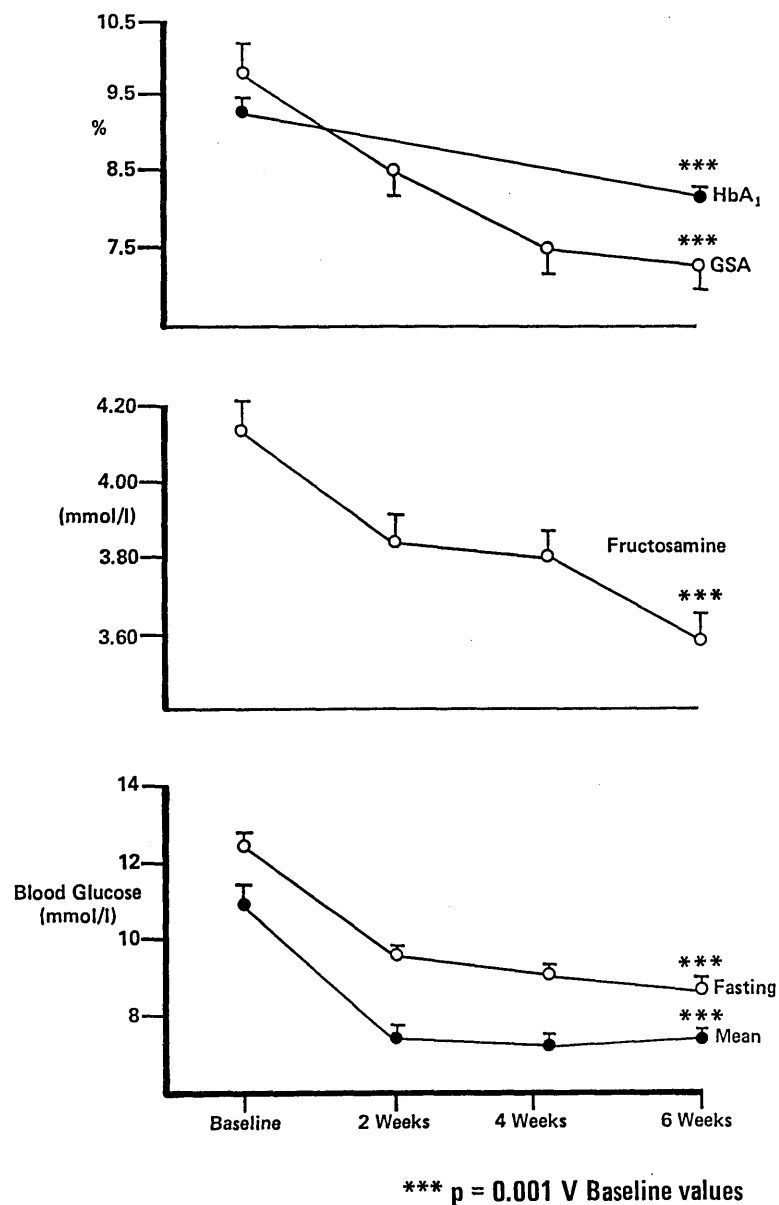 10.5
9.5
%
8.5
7.5
***
HbA₁
***
GSA
4.20
4.00
(mmol/l)
3.80
3.60
Fructosamine
***
14
12
Blood Glucose
(mmol/l)
10
8
***
Fasting
***
Mean
Baseline 2 Weeks 4 Weeks 6 Weeks
*** p = 0.001 V Baseline values